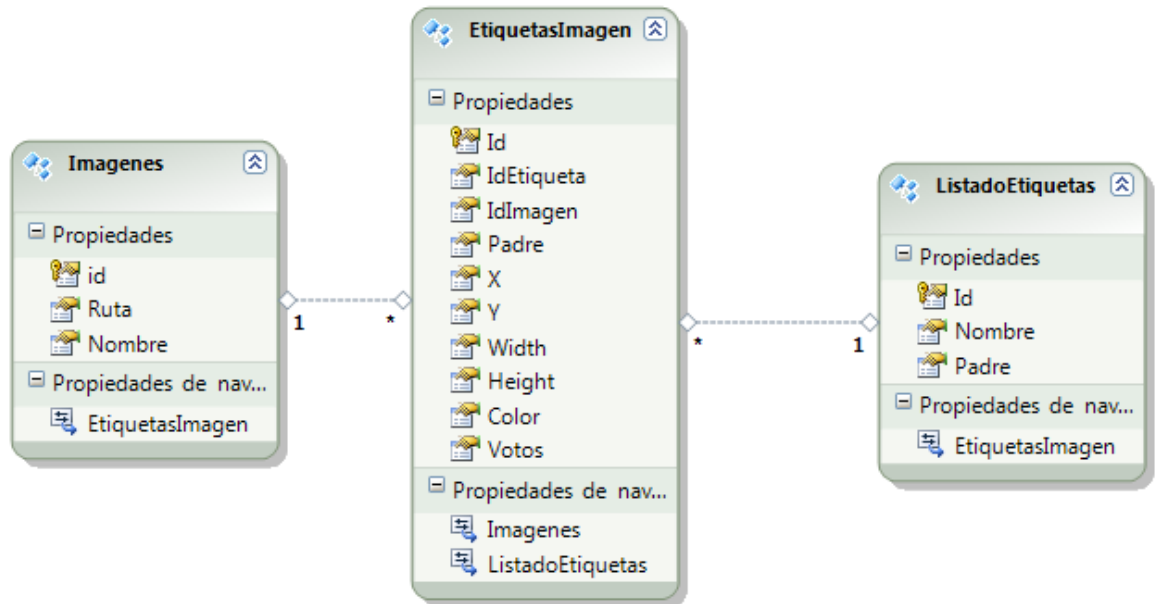 Imagenes
Propiedades
id
Ruta
Nombre
Propiedades de nav...
EtiquetasImagen
1
*
EtiquetasImagen
Propiedades
Id
IdEtiqueta
IdImagen
Padre
X
Y
Width
Height
Color
Votos
Propiedades de nav...
Imagenes
ListadoEtiquetas
*
1
ListadoEtiquetas
Propiedades
Id
Nombre
Padre
Propiedades de nav...
EtiquetasImagen